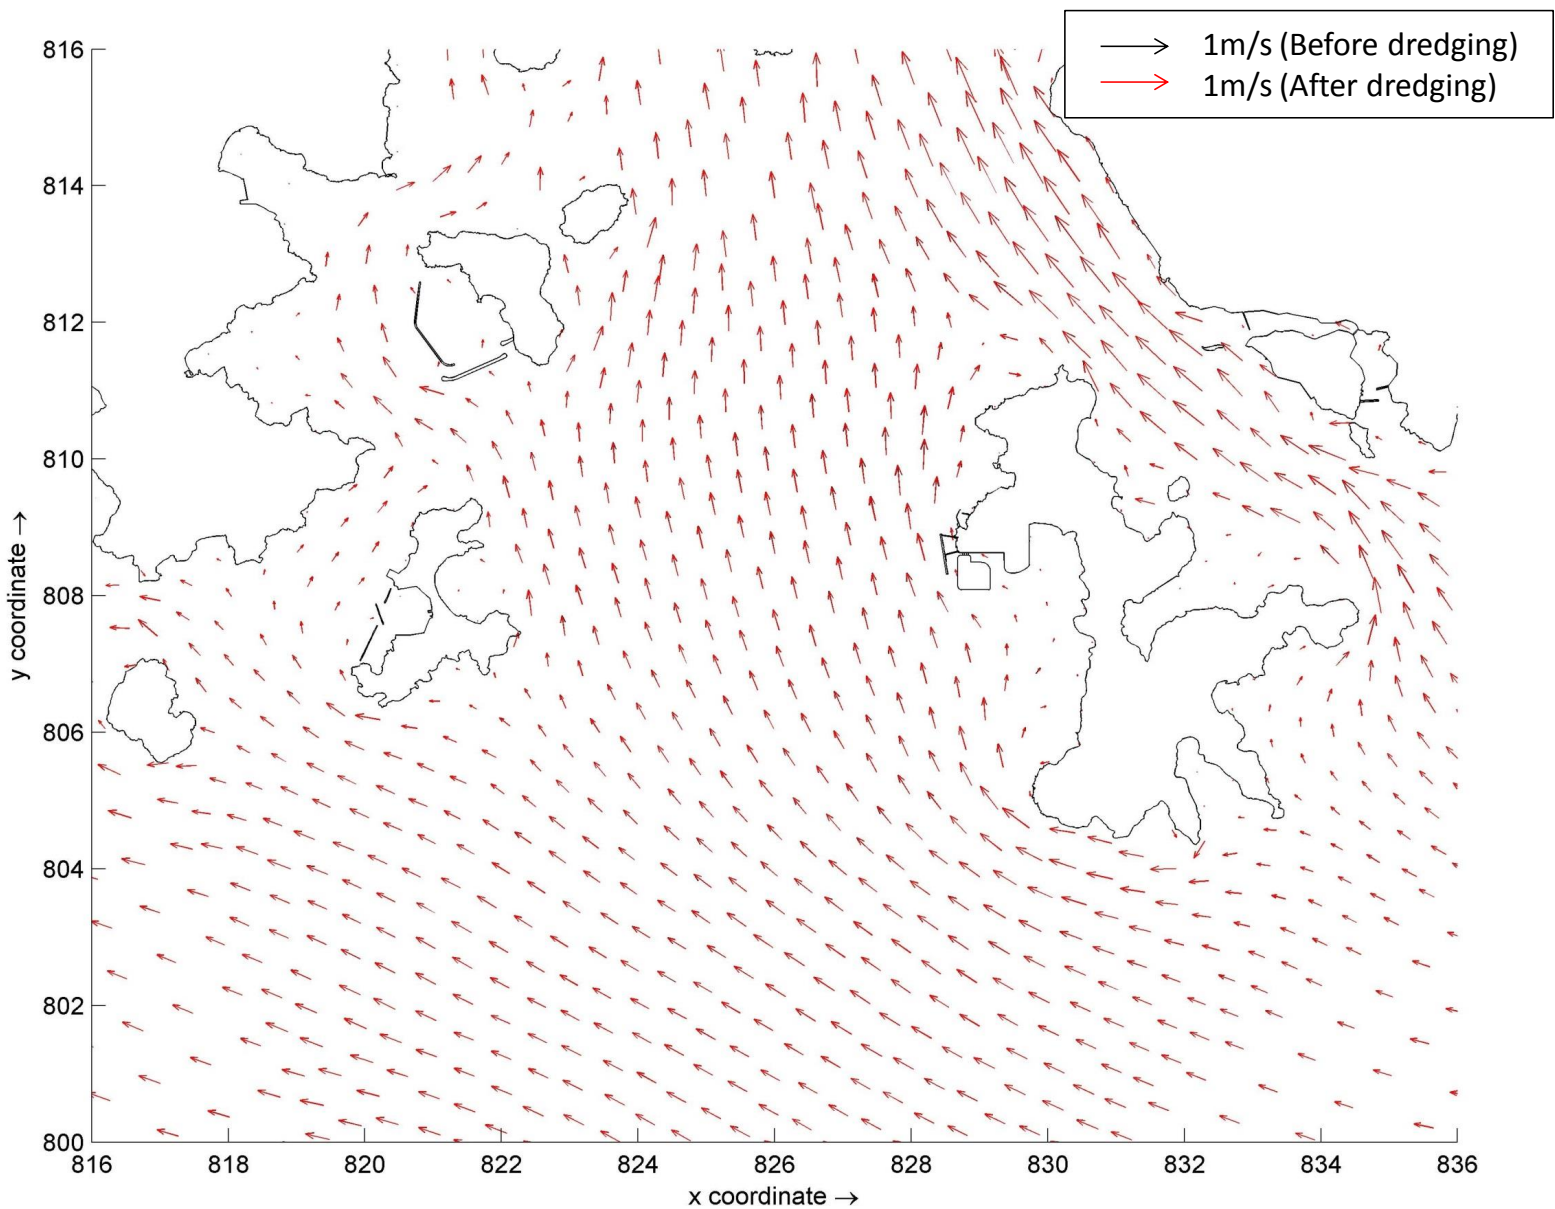 1m/s (Before dredging)
1m/s (After dredging)
816
814
812
810
808
806
804
802
800
y coordinate →
816 818 820 822 824 826 828 830 832 834 836
x coordinate →